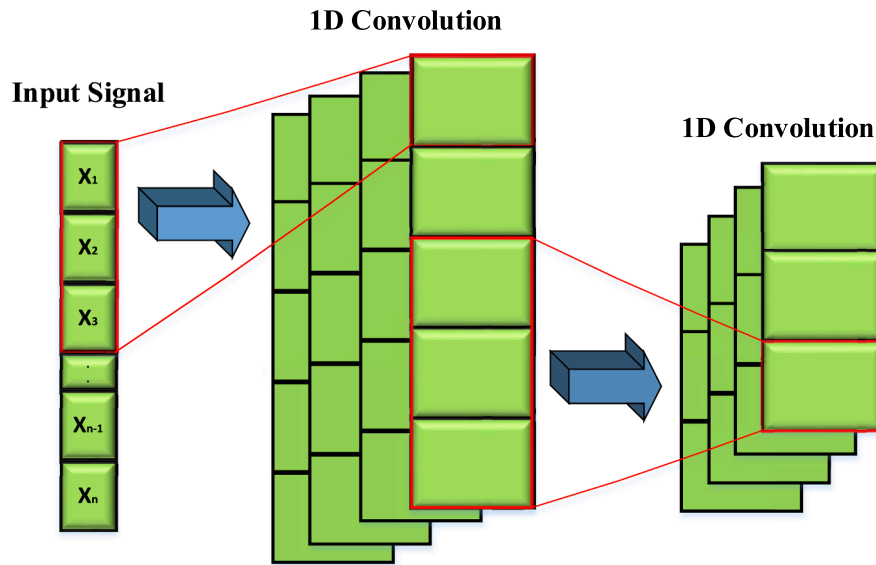 1D Convolution
Input Signal
1D Convolution
X₁
X₂
X₃
.
.
Xₙ₋₁
Xₙ